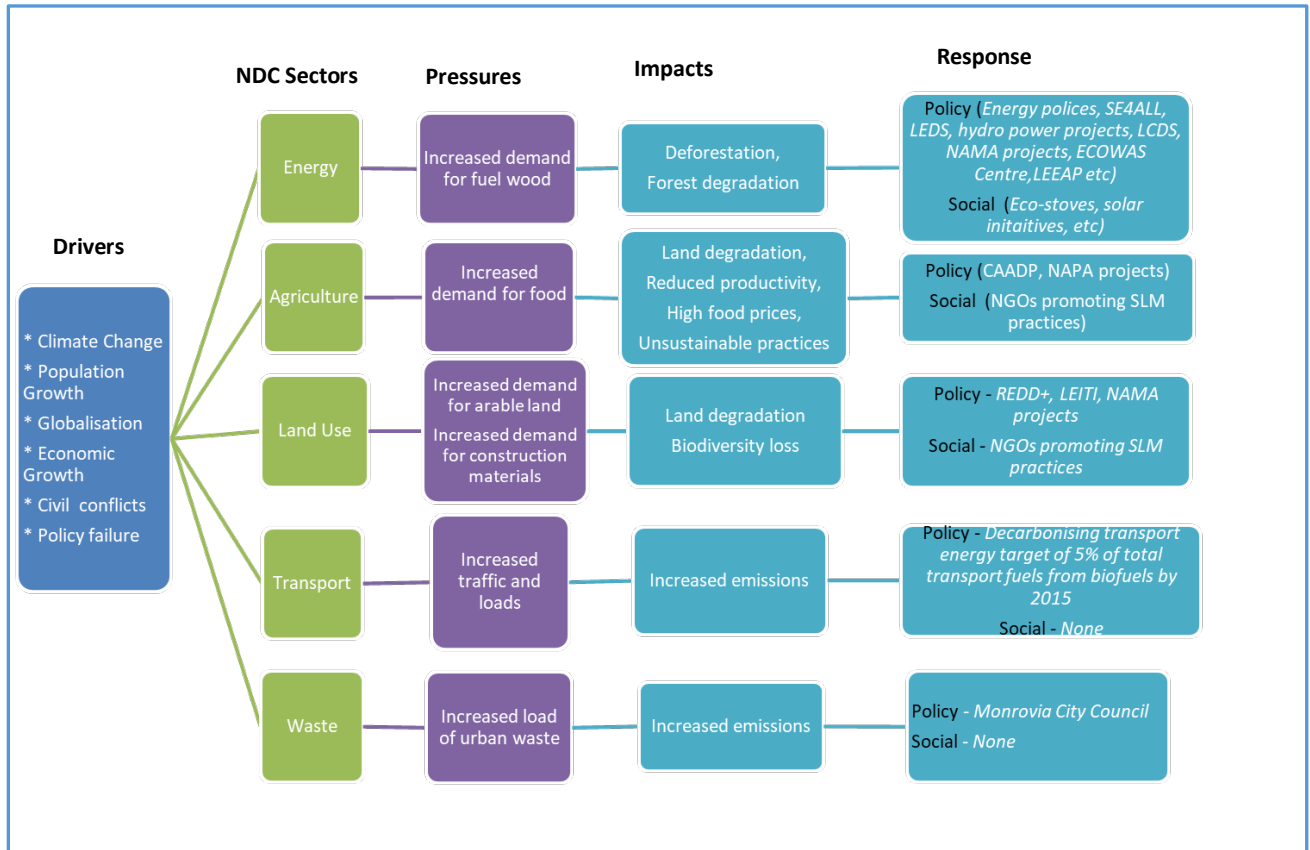 NDC Sectors
Pressures
Impacts
Response
Drivers
* Climate Change
* Population
Growth
* Globalisation
* Economic
Growth
* Civil conflicts
* Policy failure
Energy
Increased demand
for fuel wood
Deforestation,
Forest degradation
Policy (Energy polices, SE4ALL,
LEDS, hydro power projects, LCDS,
NAMA projects, ECOWAS
Centre,LEEAP etc)
Social (Eco-stoves, solar
initaitives, etc)
Agriculture
Increased
demand for food
Land degradation,
Reduced productivity,
High food prices,
Unsustainable practices
Policy (CAADP, NAPA projects)
Social (NGOs promoting SLM
practices)
Land Use
Increased demand
for arable land
Increased demand
for construction
materials
Land degradation
Biodiversity loss
Policy - REDD+, LEITI, NAMA
projects
Social - NGOs promoting SLM
practices
Transport
Increased
traffic and
loads
Increased emissions
Policy - Decarbonising transport
energy target of 5% of total
transport fuels from biofuels by
2015
Social - None
Waste
Increased load
of urban waste
Increased emissions
Policy - Monrovia City Council
Social - None